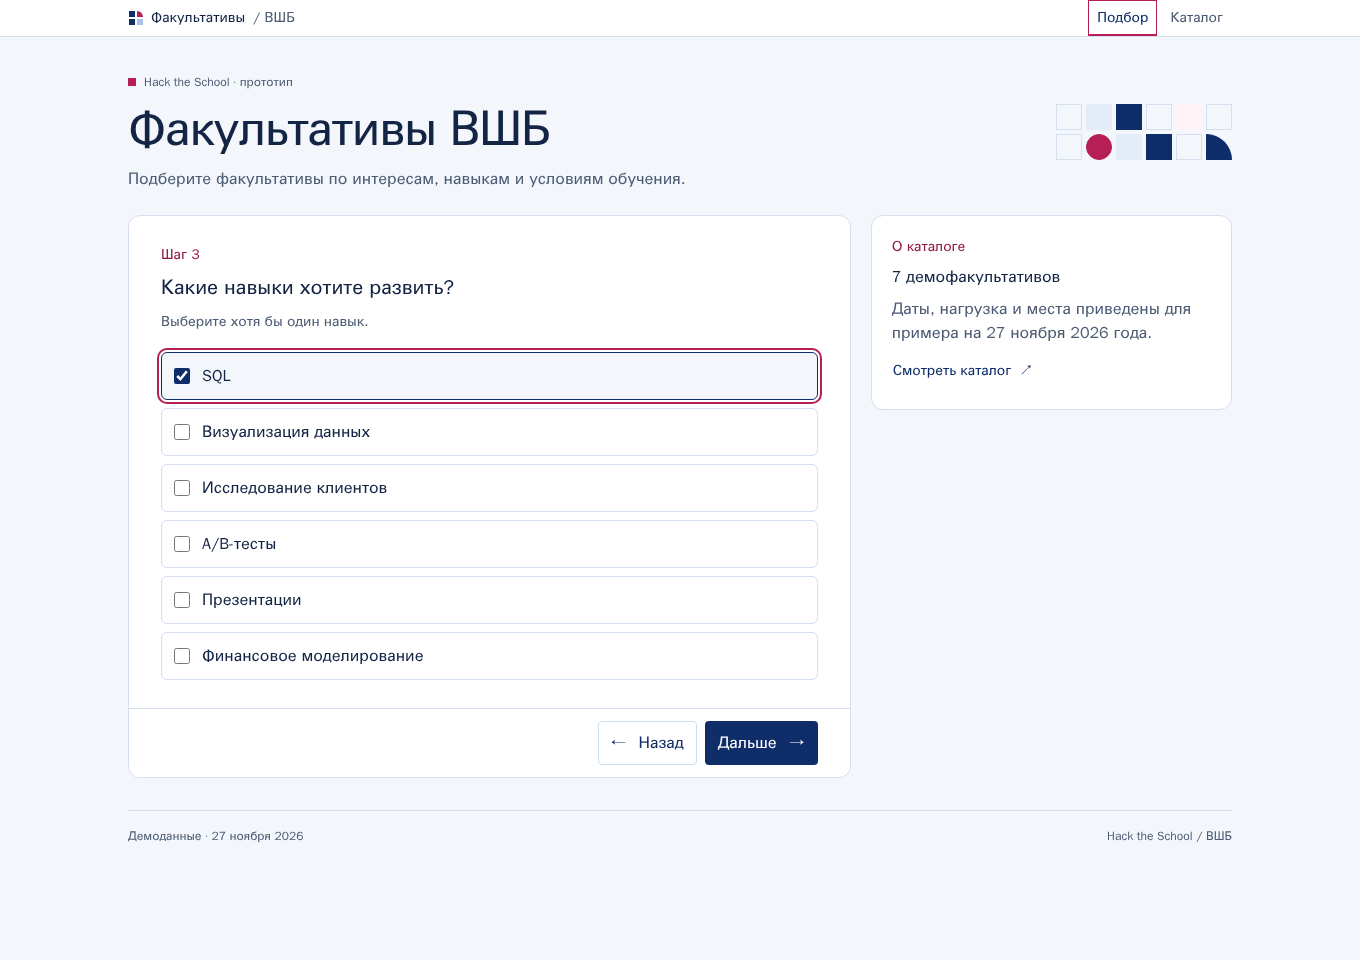 Факультативы / ВШБ
Подбор
Каталог
Hack the School · прототип
Факультативы ВШБ
Подберите факультативы по интересам, навыкам и условиям обучения.
Шаг 3
Какие навыки хотите развить?
Выберите хотя бы один навык.
SQL
Визуализация данных
Исследование клиентов
A/B-тесты
Презентации
Финансовое моделирование
← Назад
Дальше →
О каталоге
7 демофакультативов
Даты, нагрузка и места приведены для
примера на 27 ноября 2026 года.
Смотреть каталог ↗
Демоданные · 27 ноября 2026
Hack the School / ВШБ